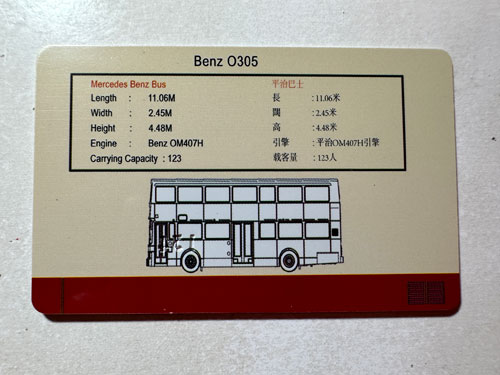 Benz O305
Mercedes Benz Bus
Length : 11.06M
Width : 2.45M
Height : 4.48M
Engine : Benz OM407H
Carrying Capacity : 123
平治巴士
長 : 11.06米
闊 : 2.45米
高 : 4.48米
引擎 : 平治OM407H引擎
載客量 : 123人